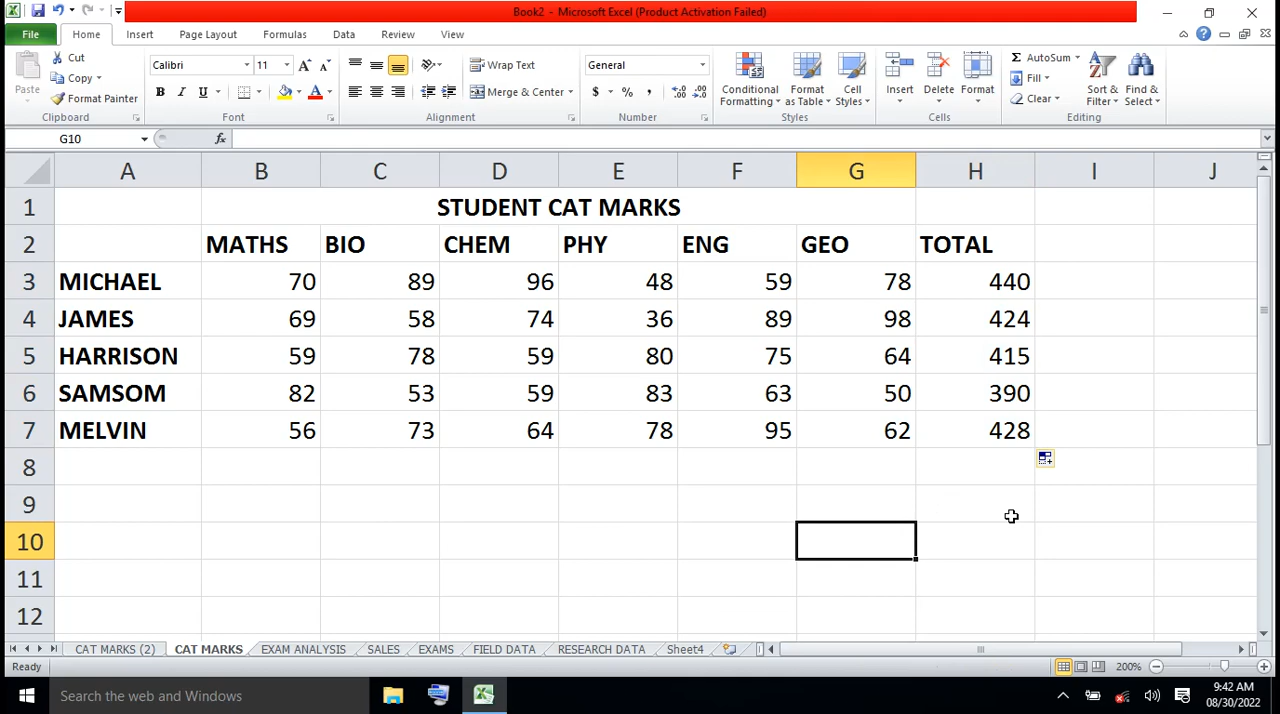 Book2 - Microsoft Excel (Product Activation Failed)
File Home Insert Page Layout Formulas Data Review View
Paste Cut Copy Format Painter Clipboard
Calibri 11 B I U A Font
Wrap Text Merge & Center Alignment
General $ % , Number
Conditional Formatting Format as Table Cell Styles Styles
Insert Delete Format Cells
Σ AutoSum Fill Clear Sort & Filter Find & Select Editing
G10 fx
A B C D E F G H I J
1 STUDENT CAT MARKS
2 MATHS BIO CHEM PHY ENG GEO TOTAL
3 MICHAEL 70 89 96 48 59 78 440
4 JAMES 69 58 74 36 89 98 424
5 HARRISON 59 78 59 80 75 64 415
6 SAMSOM 82 53 59 83 63 50 390
7 MELVIN 56 73 64 78 95 62 428
8
9
10
11
12
CAT MARKS (2) CAT MARKS EXAM ANALYSIS SALES EXAMS FIELD DATA RESEARCH DATA Sheet4
Ready 200%
Search the web and Windows
9:42 AM
08/30/2022